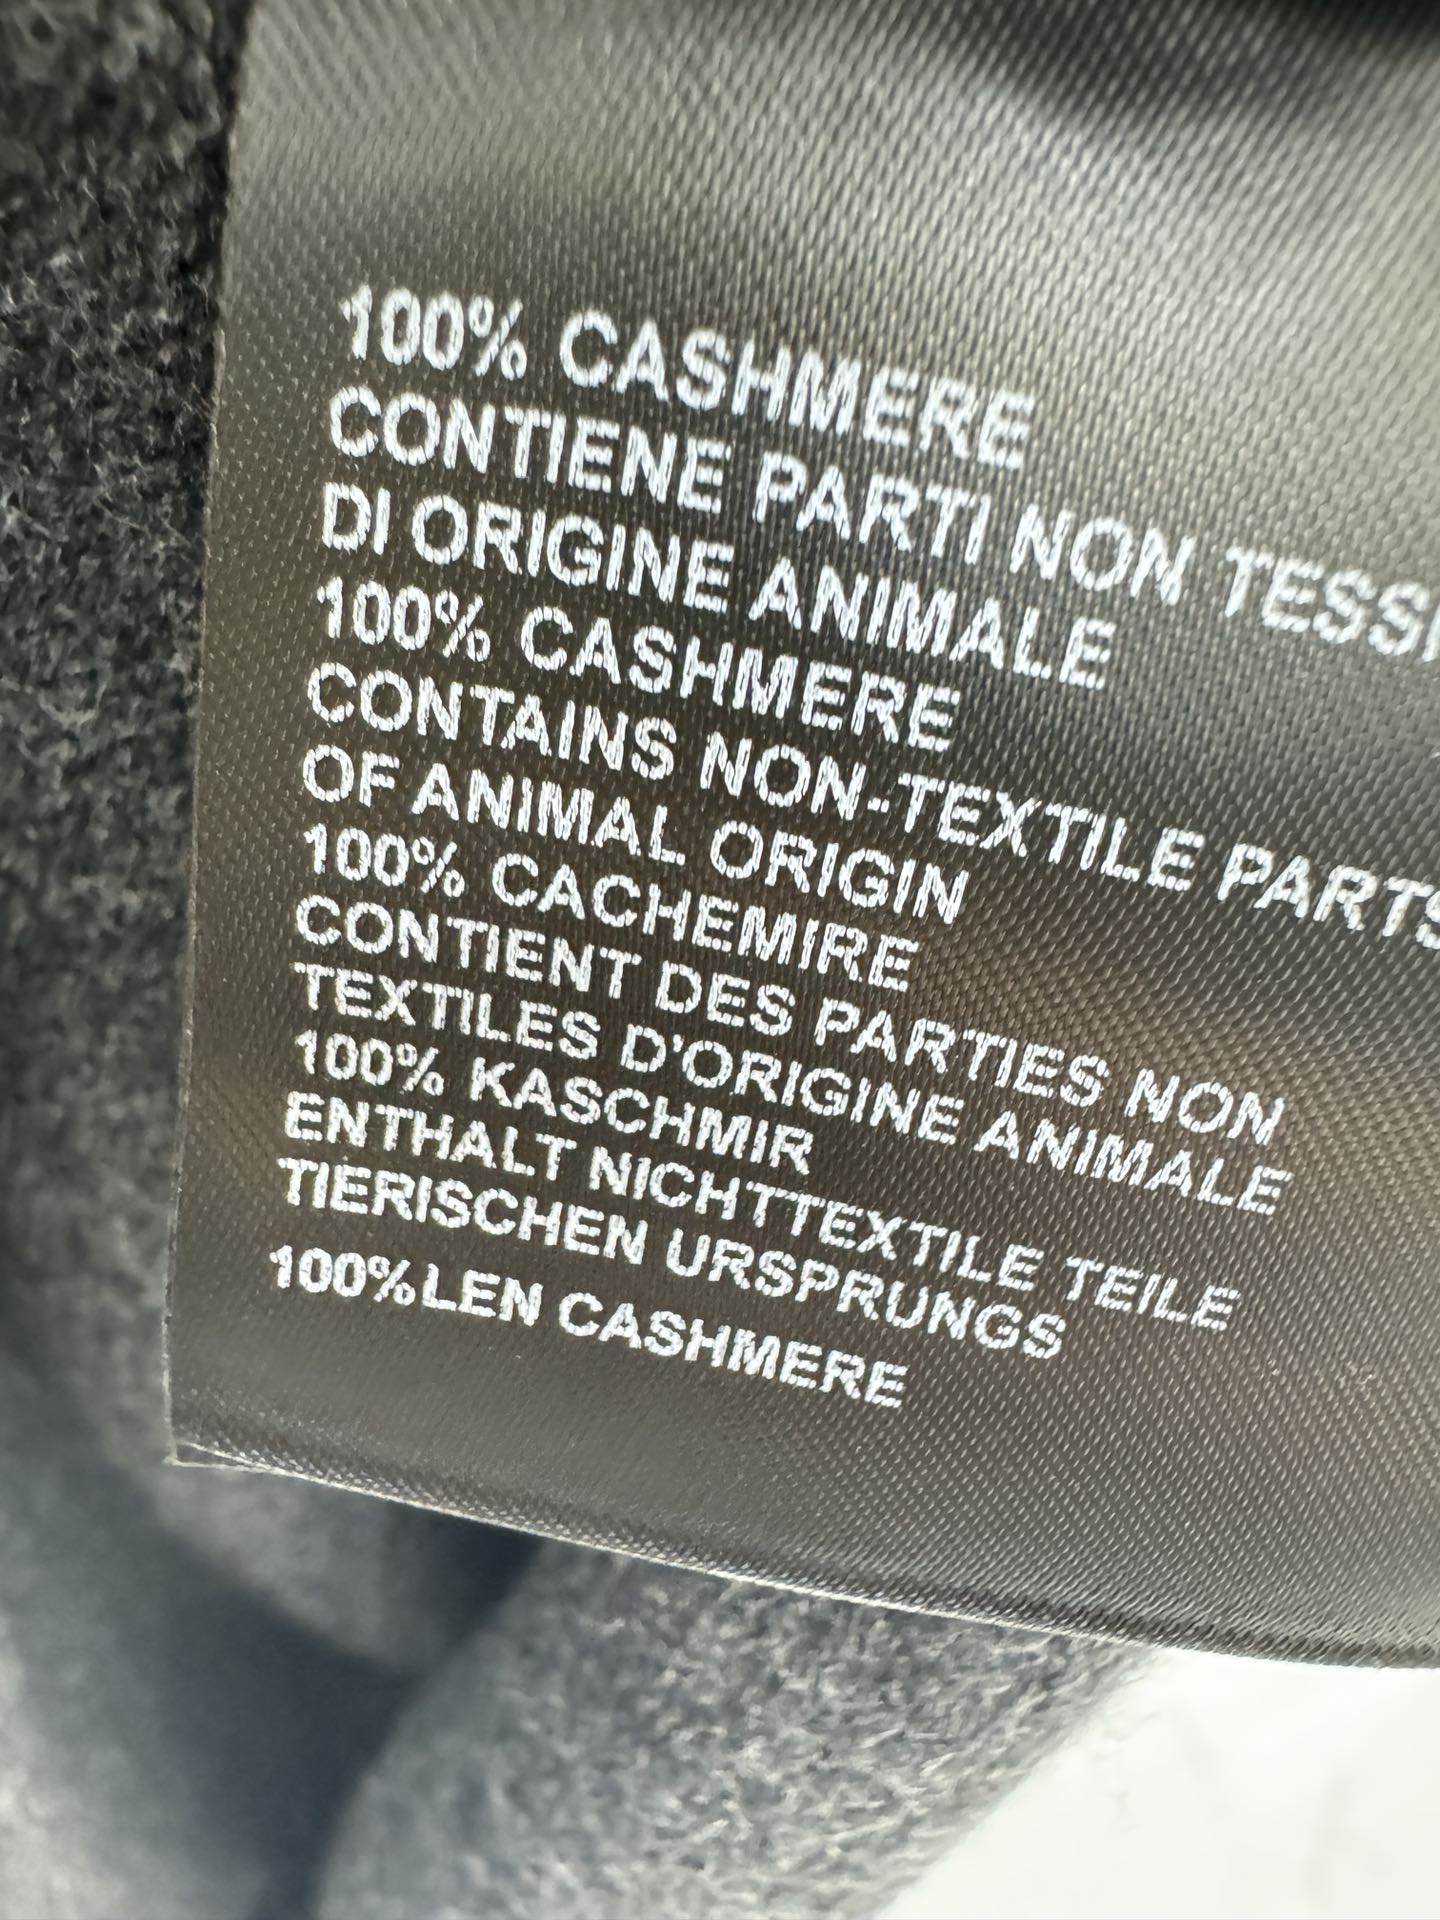 100% CASHMERE
CONTIENE PARTI NON
DI ORIGINE ANIMALE
100% CASHMERE
CONTAINS NON-TEXTILE PARTS
OF ANIMAL ORIGIN
100% CACHEMIRE
CONTIENT DES PARTIES NON
TEXTILES D'ORIGINE ANIMALE
100% KASCHMIR
ENTHALT NICHTTEXTILE TEILE
TIERISCHEN URSPRUNGS
100%LEN CASHMERE